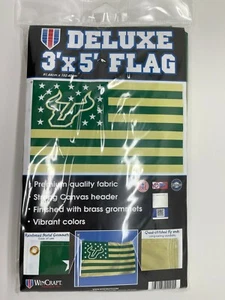 DELUXE
3'x5' FLAG
• Premium quality fabric
• Strong Canvas header
• Finished with brass grommets
• Vibrant colors
WINCRAFT